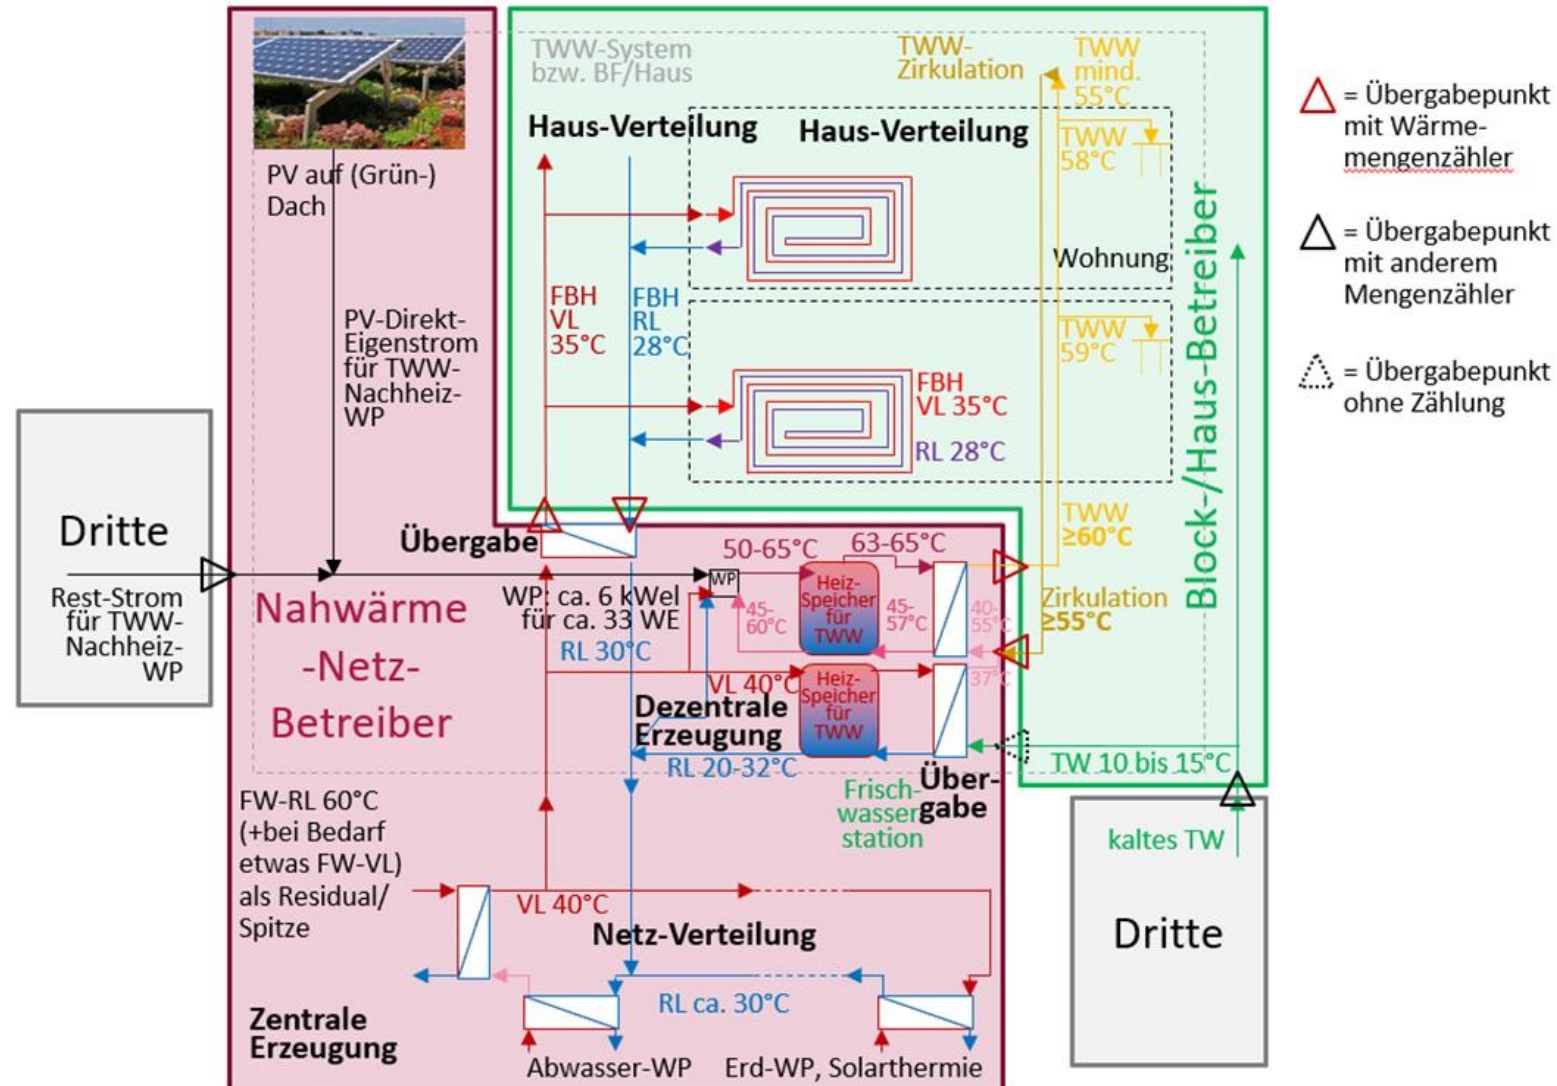 TWW-System
bzw. BF/Haus
TWW-
Zirkulation
TWW
mind.
55°C
Haus-Verteilung
Haus-Verteilung
TWW
58°C
PV auf (Grün-)
Dach
Wohnung
FBH
VL
35°C
FBH
RL
28°C
PV-Direkt-
Eigenstrom
für TWW-
Nachheiz-
WP
TWW
59°C
FBH
VL 35°C
RL 28°C
Block-/Haus-Betreiber
= Übergabepunkt
mit Wärme-
mengenzähler
= Übergabepunkt
mit anderem
Mengenzähler
= Übergabepunkt
ohne Zählung
Dritte
Rest-Strom
für TWW-
Nachheiz-
WP
Übergabe
50-65°C
63-65°C
TWW
≥60°C
WP
WP: ca. 6 kWel
für ca. 33 WE
Nahwärme
-Netz-
Betreiber
45-
60°C
Heiz-
Speicher
für
TWW
45-
57°C
40-
55°C
Zirkulation
≥55°C
RL 30°C
VL 40°C
Heiz-
Speicher
für
TWW
37°C
Dezentrale
Erzeugung
RL 20-32°C
Über-
gabe
Frisch-
wasser
station
TW 10 bis 15°C
kaltes TW
Dritte
FW-RL 60°C
(+bei Bedarf
etwas FW-VL)
als Residual/
Spitze
VL 40°C
Netz-Verteilung
RL ca. 30°C
Zentrale
Erzeugung
Abwasser-WP
Erd-WP, Solarthermie